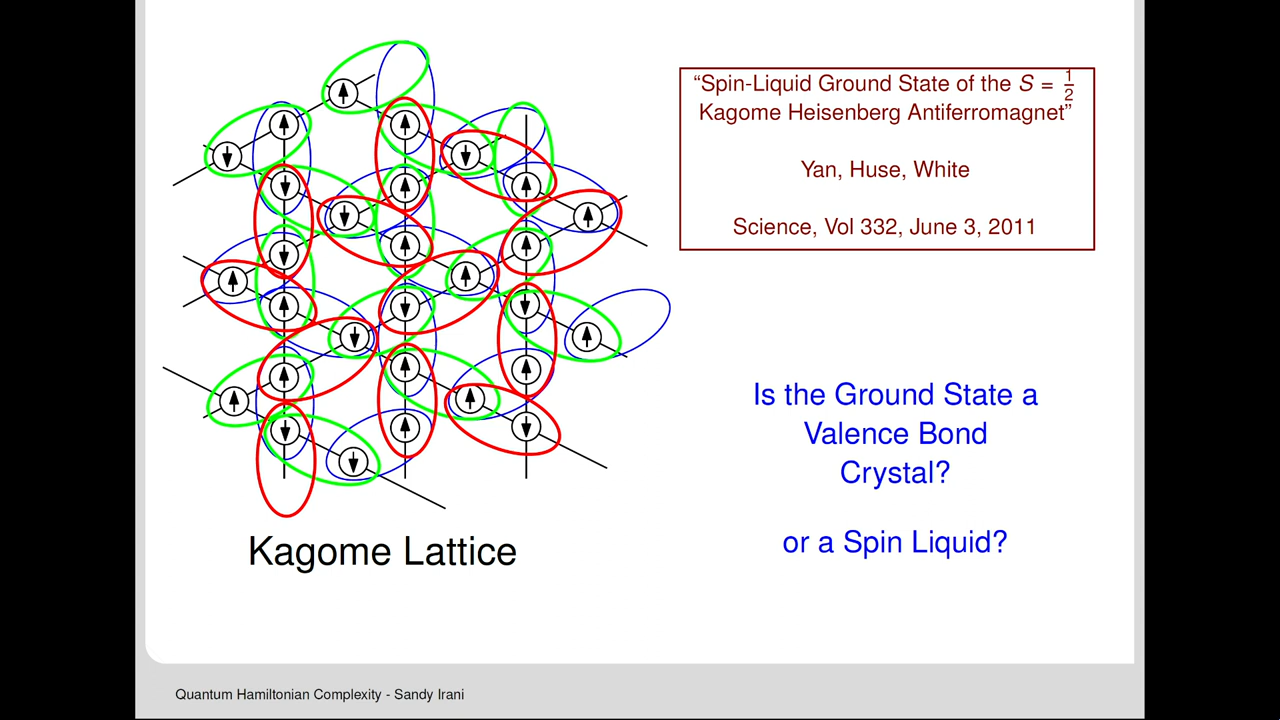 “Spin-Liquid Ground State of the S = 1/2
Kagome Heisenberg Antiferromagnet”
Yan, Huse, White
Science, Vol 332, June 3, 2011
Is the Ground State a
Valence Bond
Crystal?
or a Spin Liquid?
Kagome Lattice
Quantum Hamiltonian Complexity - Sandy Irani